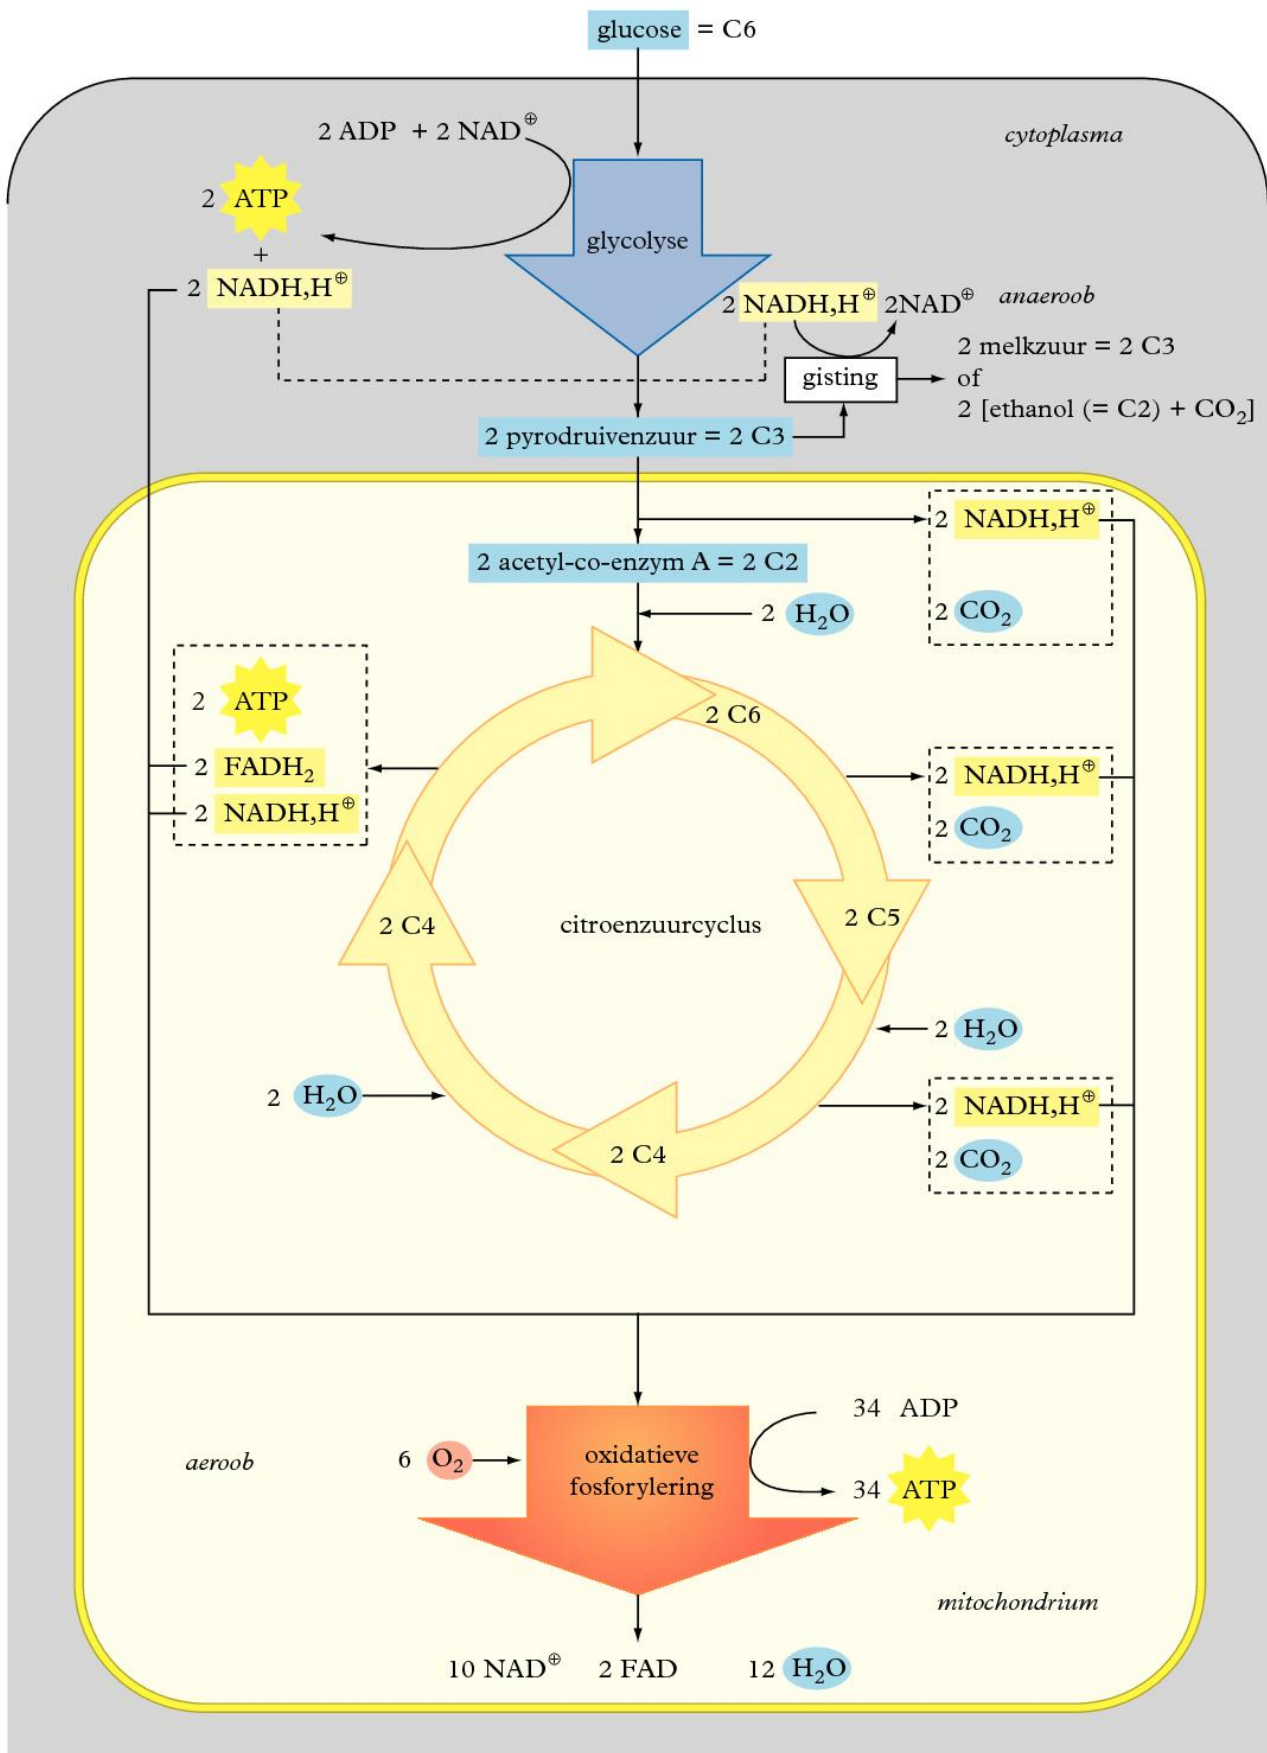 glucose = C6
cytoplasma
2 ADP + 2 NAD⊕
2 ATP
+
2 NADH,H⊕
glycolyse
2 NADH,H⊕ 2NAD⊕
anaeroob
gisting
2 melkzuur = 2 C3
of
2 [ethanol (= C2) + CO₂]
2 pyrodruivenzuur = 2 C3
2 NADH,H⊕
2 CO₂
2 acetyl-co-enzym A = 2 C2
2 H₂O
2 ATP
2 FADH₂
2 NADH,H⊕
2 C6
2 NADH,H⊕
2 CO₂
2 C4
citroenzuurcyclus
2 C5
2 H₂O
2 H₂O
2 C4
2 NADH,H⊕
2 CO₂
aeroob
6 O₂
oxidatieve
fosforylering
34 ADP
34 ATP
mitochondrium
10 NAD⊕ 2 FAD 12 H₂O